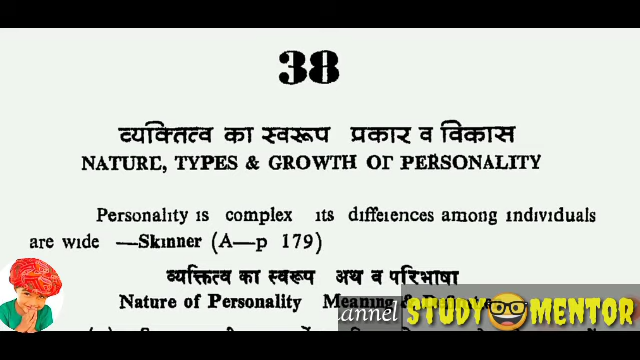 38
व्यक्तित्व का स्वरूप प्रकार व विकास
NATURE, TYPES & GROWTH OF PERSONALITY
Personality is complex its differences among individuals
are wide —Skinner (A—p 179)
व्यक्तित्व का स्वरूप अथ व परिभाषा
Nature of Personality Meaning &
STUDY MENTOR